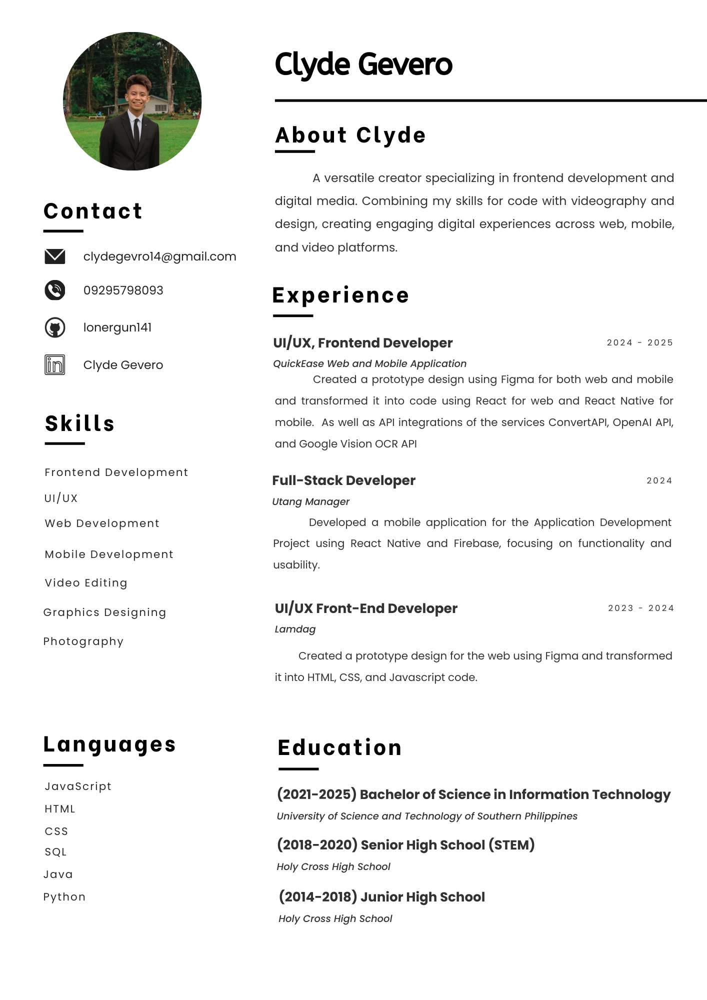 Clyde Gevero
Contact
clydegevro14@gmail.com
09295798093
lonergun141
Clyde Gevero
Skills
Frontend Development
UI/UX
Web Development
Mobile Development
Video Editing
Graphics Designing
Photography
Languages
JavaScript
HTML
CSS
SQL
Java
Python
About Clyde
A versatile creator specializing in frontend development and
digital media. Combining my skills for code with videography and
design, creating engaging digital experiences across web, mobile,
and video platforms.
Experience
UI/UX, Frontend Developer 2024 - 2025
QuickEase Web and Mobile Application
Created a prototype design using Figma for both web and mobile
and transformed it into code using React for web and React Native for
mobile. As well as API integrations of the services ConvertAPI, OpenAI API,
and Google Vision OCR API
Full-Stack Developer 2024
Utang Manager
Developed a mobile application for the Application Development
Project using React Native and Firebase, focusing on functionality and
usability.
UI/UX Front-End Developer 2023 - 2024
Lamdag
Created a prototype design for the web using Figma and transformed
it into HTML, CSS, and Javascript code.
Education
(2021-2025) Bachelor of Science in Information Technology
University of Science and Technology of Southern Philippines
(2018-2020) Senior High School (STEM)
Holy Cross High School
(2014-2018) Junior High School
Holy Cross High School